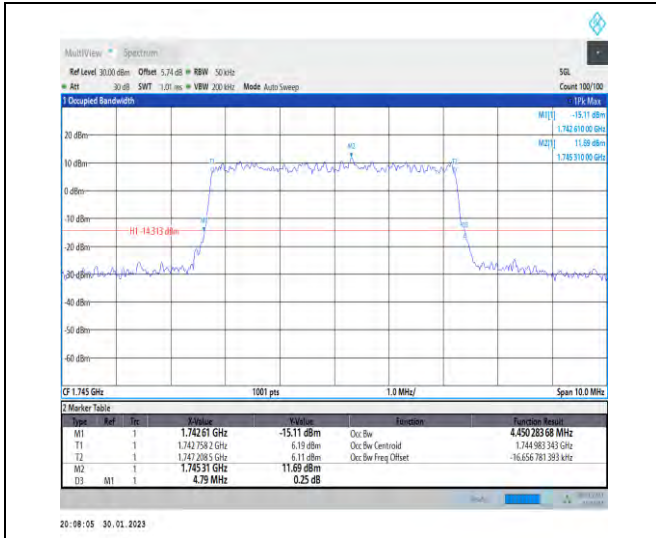 MultiView Spectrum
Ref Level 30.00 dBm Offset 5.74 dB RBW 50 kHz SGL
Att 30 dB SWT 1.01 ms VBW 200 kHz Mode Auto Sweep Count 100/100
1 Occupied Bandwidth 1Pk Max
M1[1] -15.11 dBm
1.742 610 00 GHz
M2[1] 11.69 dBm
1.745 310 00 GHz
20 dBm
T1 M2 T2
10 dBm
0 dBm
-10 dBm
H1 -14.313 dBm
-20 dBm
-30 dBm
-40 dBm
-50 dBm
-60 dBm
CF 1.745 GHz 1001 pts 1.0 MHz/ Span 10.0 MHz
2 Marker Table
Type Ref Trc X-Value Y-Value Function Function Result
M1 1 1.742 61 GHz -15.11 dBm Occ Bw 4.450 283 68 MHz
T1 1 1.742 758 2 GHz 6.19 dBm Occ Bw Centroid 1.744 983 343 GHz
T2 1 1.747 208 5 GHz 6.11 dBm Occ Bw Freq Offset -16.656 781 393 kHz
M2 1 1.745 31 GHz 11.69 dBm
D3 M1 1 4.79 MHz 0.25 dB
20:08:05 30.01.2023